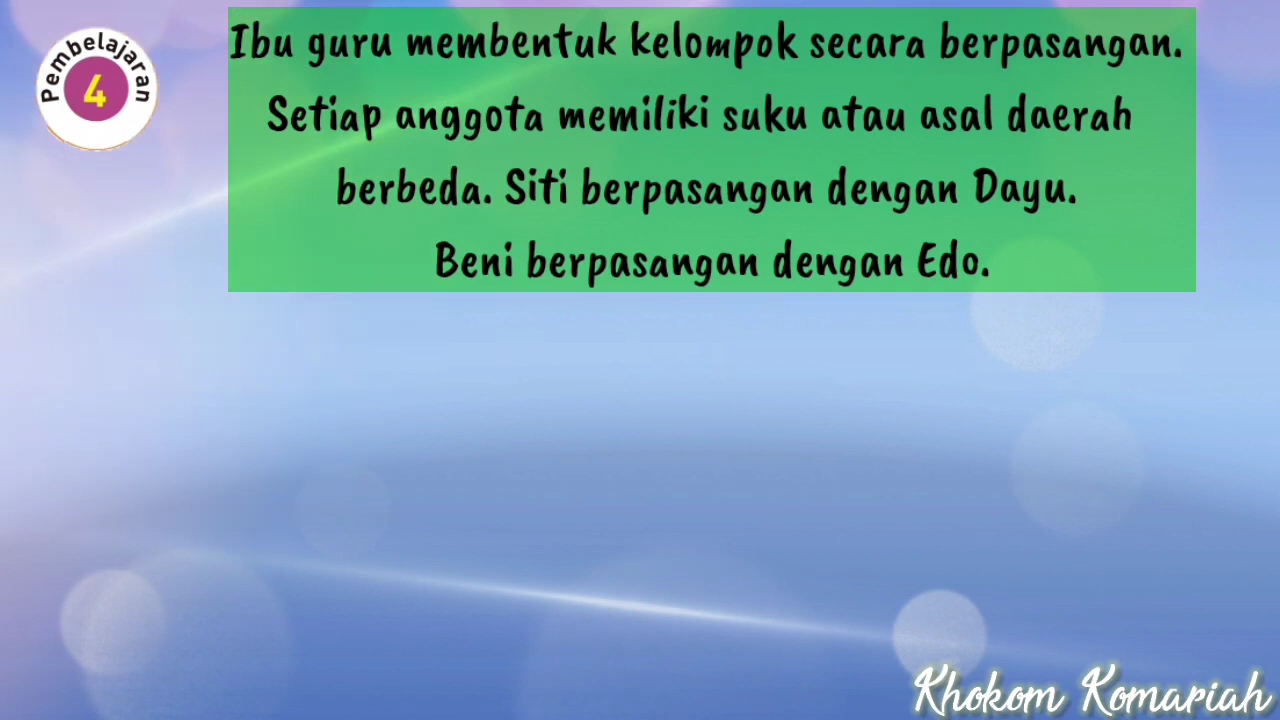 Pembelajaran
4
Ibu guru membentuk kelompok secara berpasangan.
Setiap anggota memiliki suku atau asal daerah
berbeda. Siti berpasangan dengan Dayu.
Beni berpasangan dengan Edo.
Khokom Komariah